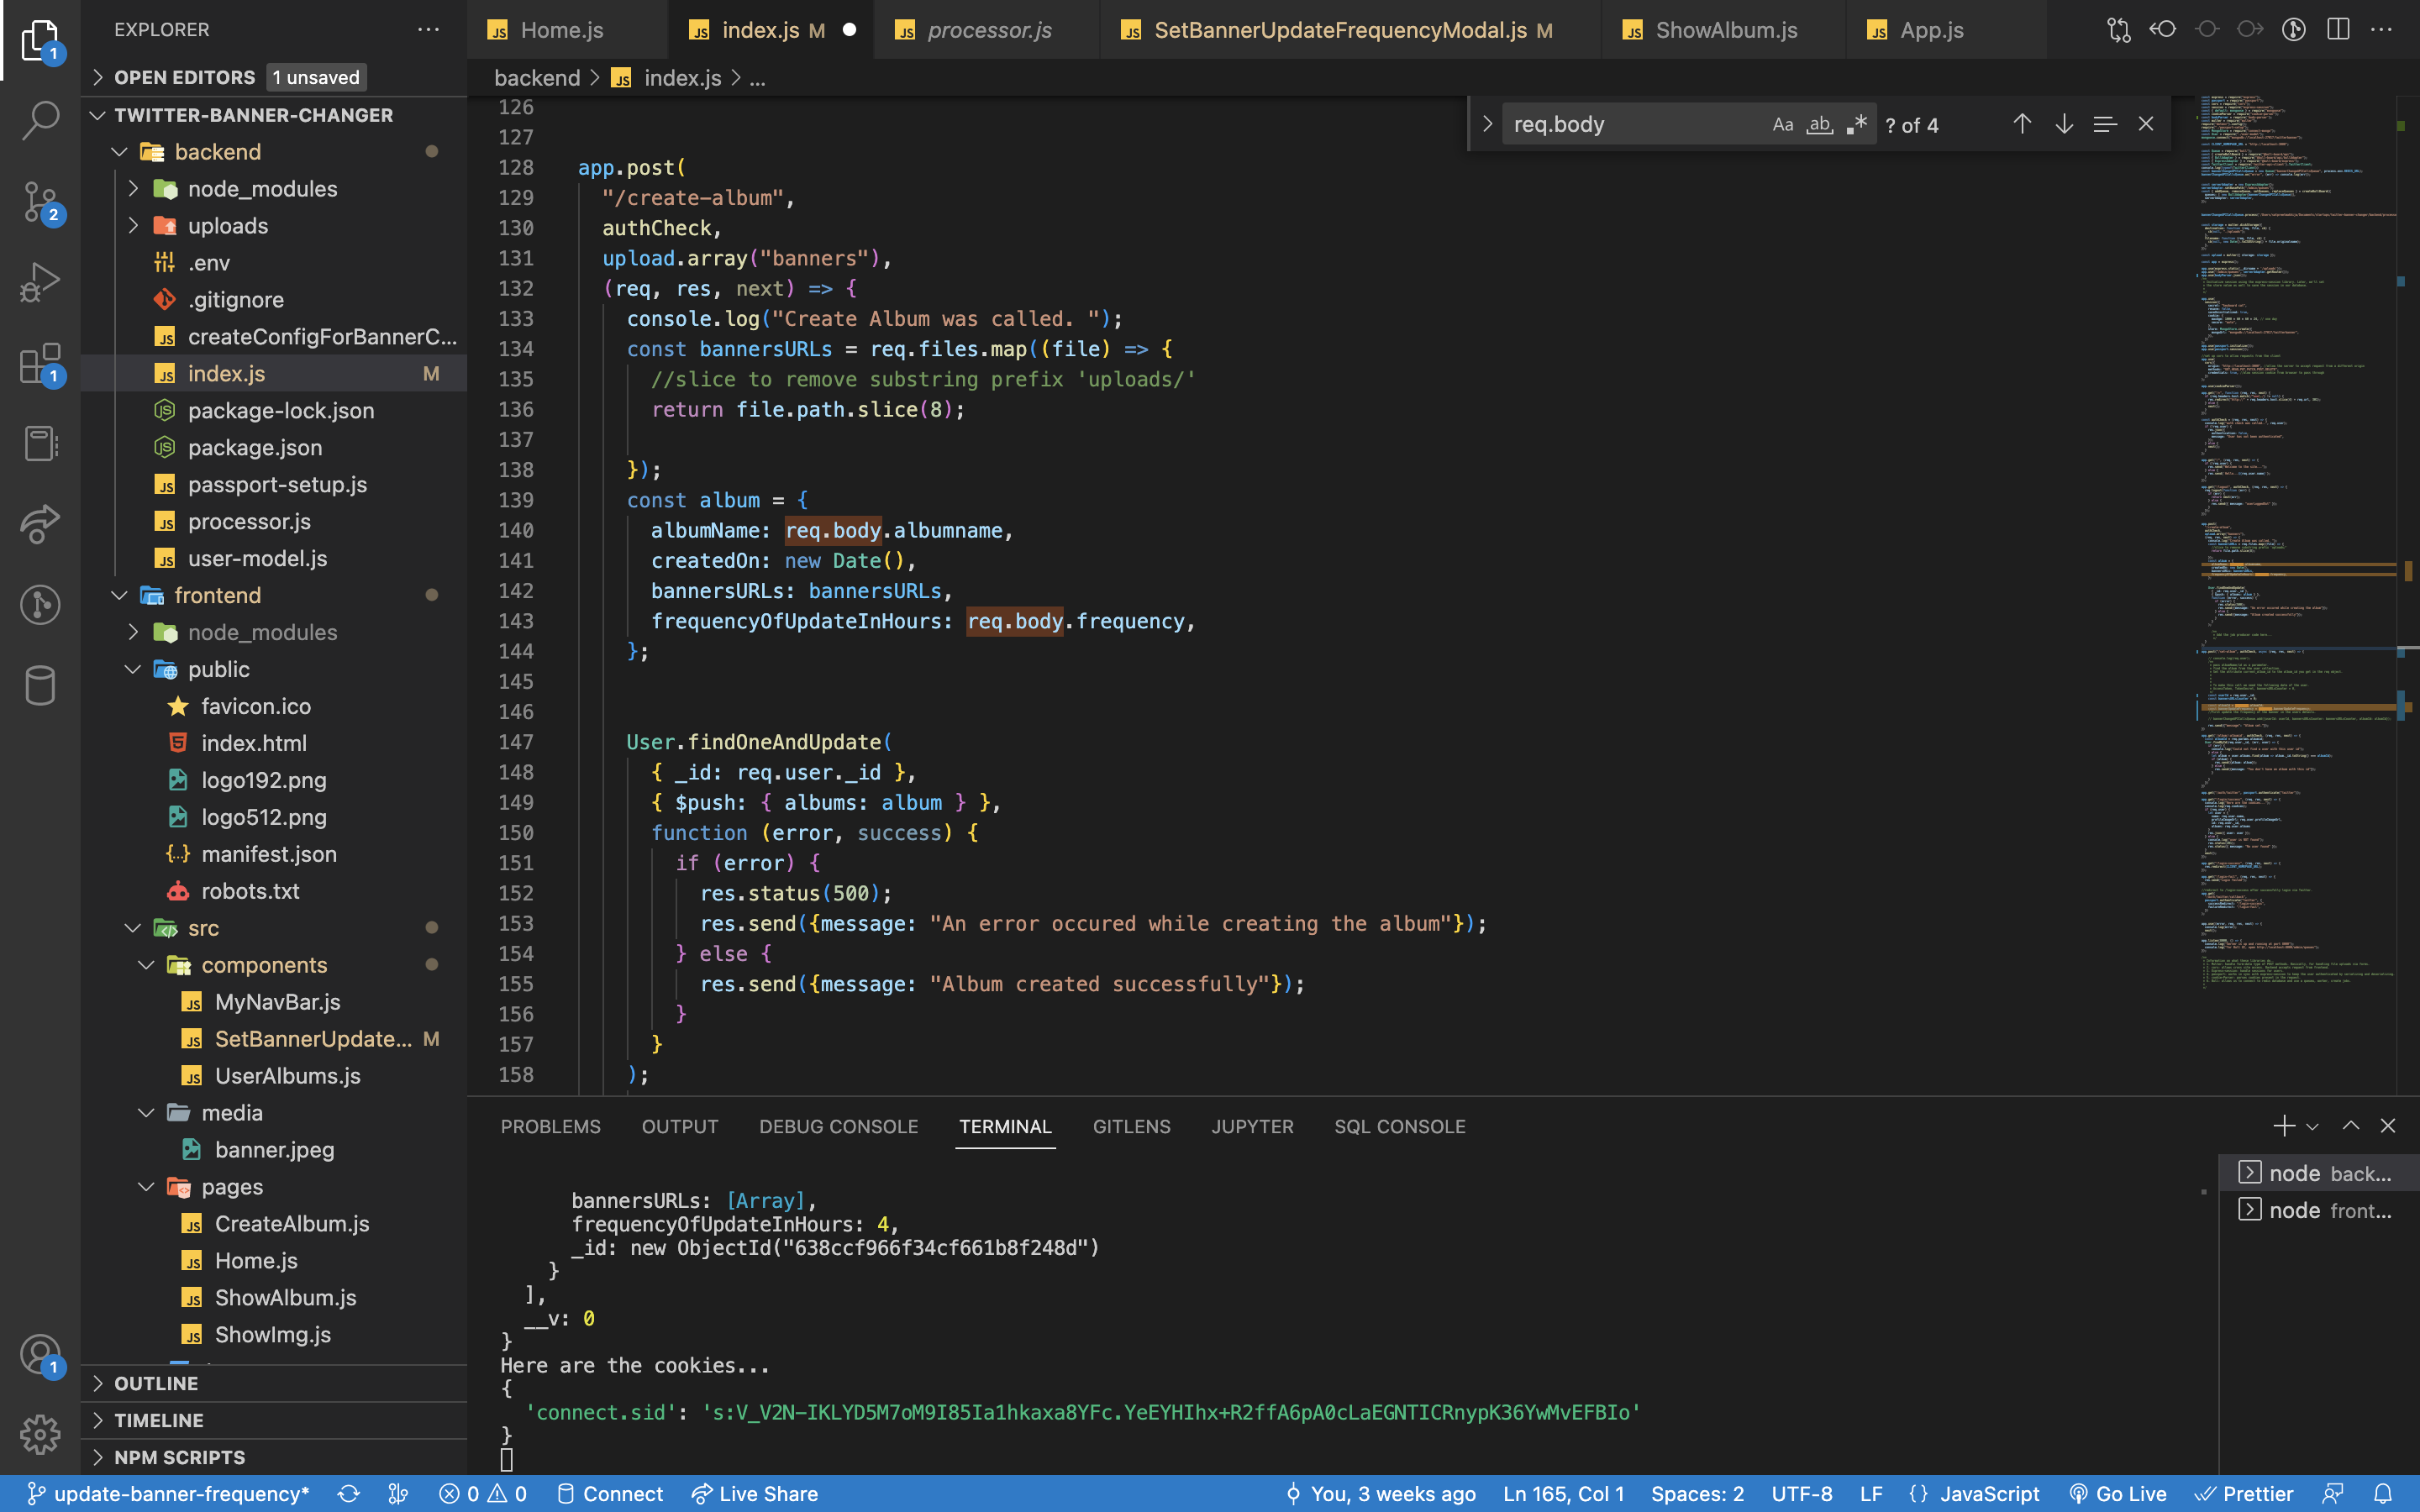 EXPLORER
OPEN EDITORS 1 unsaved
TWITTER-BANNER-CHANGER
backend
node_modules
uploads
.env
.gitignore
createConfigForBannerC...
index.js M
package-lock.json
package.json
passport-setup.js
processor.js
user-model.js
frontend
node_modules
public
favicon.ico
index.html
logo192.png
logo512.png
manifest.json
robots.txt
src
components
MyNavBar.js
SetBannerUpdate... M
UserAlbums.js
media
banner.jpeg
pages
CreateAlbum.js
Home.js
ShowAlbum.js
ShowImg.js
OUTLINE
TIMELINE
NPM SCRIPTS
Home.js index.js M processor.js SetBannerUpdateFrequencyModal.js M ShowAlbum.js App.js
backend > index.js > ...
req.body Aa ab .* ? of 4
126
127
128 app.post(
129 "/create-album",
130 authCheck,
131 upload.array("banners"),
132 (req, res, next) => {
133 console.log("Create Album was called. ");
134 const bannersURLs = req.files.map((file) => {
135 //slice to remove substring prefix 'uploads/'
136 return file.path.slice(8);
137
138 });
139 const album = {
140 albumName: req.body.albumname,
141 createdOn: new Date(),
142 bannersURLs: bannersURLs,
143 frequencyOfUpdateInHours: req.body.frequency,
144 };
145
146
147 User.findOneAndUpdate(
148 { _id: req.user._id },
149 { $push: { albums: album } },
150 function (error, success) {
151 if (error) {
152 res.status(500);
153 res.send({message: "An error occured while creating the album"});
154 } else {
155 res.send({message: "Album created successfully"});
156 }
157 }
158 );
PROBLEMS OUTPUT DEBUG CONSOLE TERMINAL GITLENS JUPYTER SQL CONSOLE
bannersURLs: [Array],
frequencyOfUpdateInHours: 4,
_id: new ObjectId("638ccf966f34cf661b8f248d")
}
],
__v: 0
}
Here are the cookies...
{
'connect.sid': 's:V_V2N-IKLYD5M7oM9I85Ia1hkaxa8YFc.YeEYHIhx+R2ffA6pA0cLaEGNTICRnypK36YwMvEFBIo'
}
node back...
node front...
update-banner-frequency* 0 0 Connect Live Share You, 3 weeks ago Ln 165, Col 1 Spaces: 2 UTF-8 LF {} JavaScript Go Live Prettier